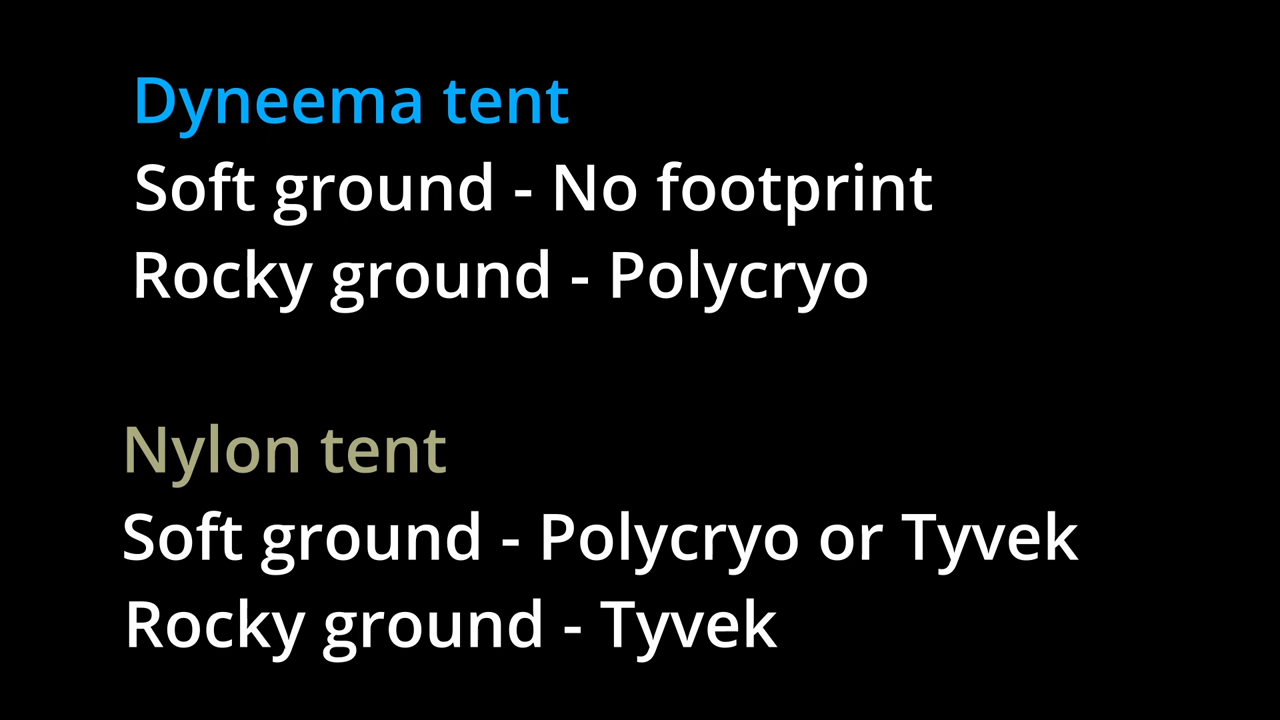 Dyneema tent
Soft ground - No footprint
Rocky ground - Polycryo
Nylon tent
Soft ground - Polycryo or Tyvek
Rocky ground - Tyvek